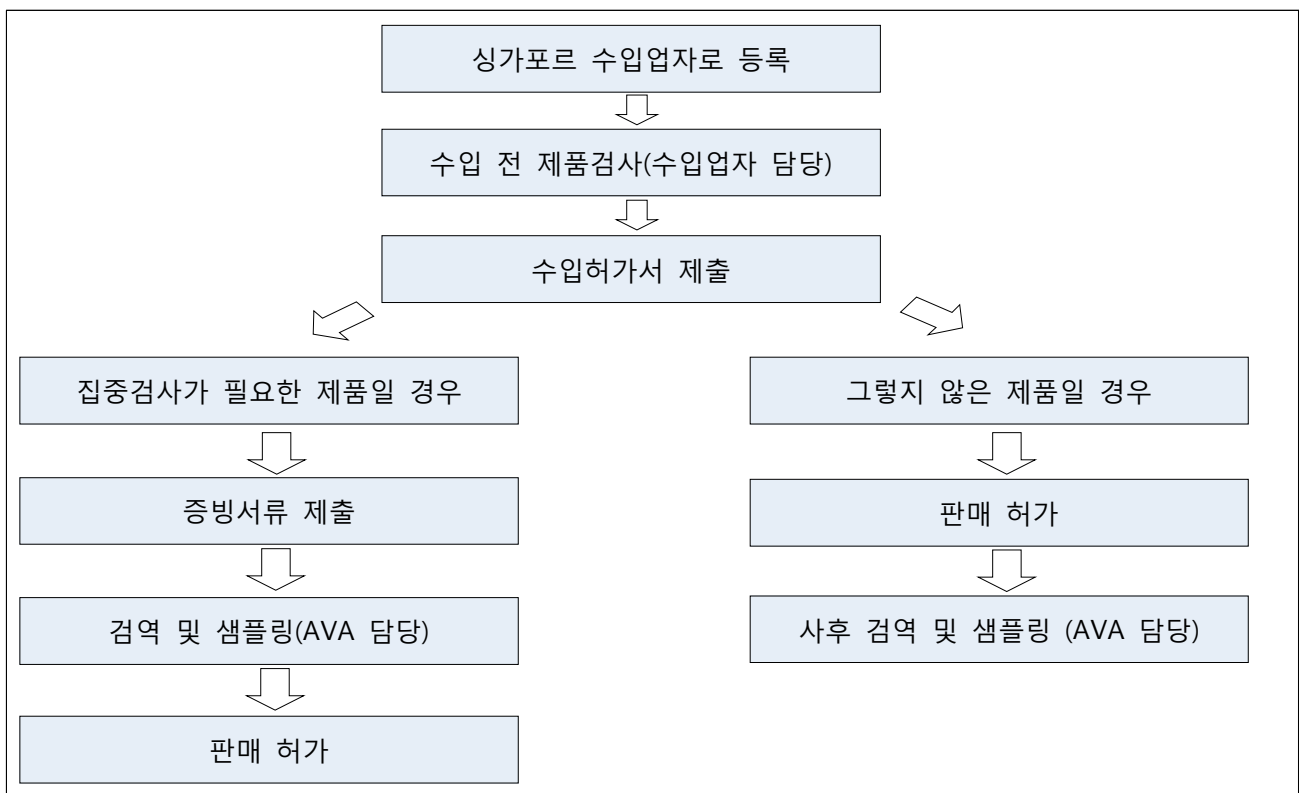 싱가포르 수입업자로 등록
수입 전 제품검사(수입업자 담당)
수입허가서 제출
집중검사가 필요한 제품일 경우
증빙서류 제출
검역 및 샘플링(AVA 담당)
판매 허가
그렇지 않은 제품일 경우
판매 허가
사후 검역 및 샘플링 (AVA 담당)